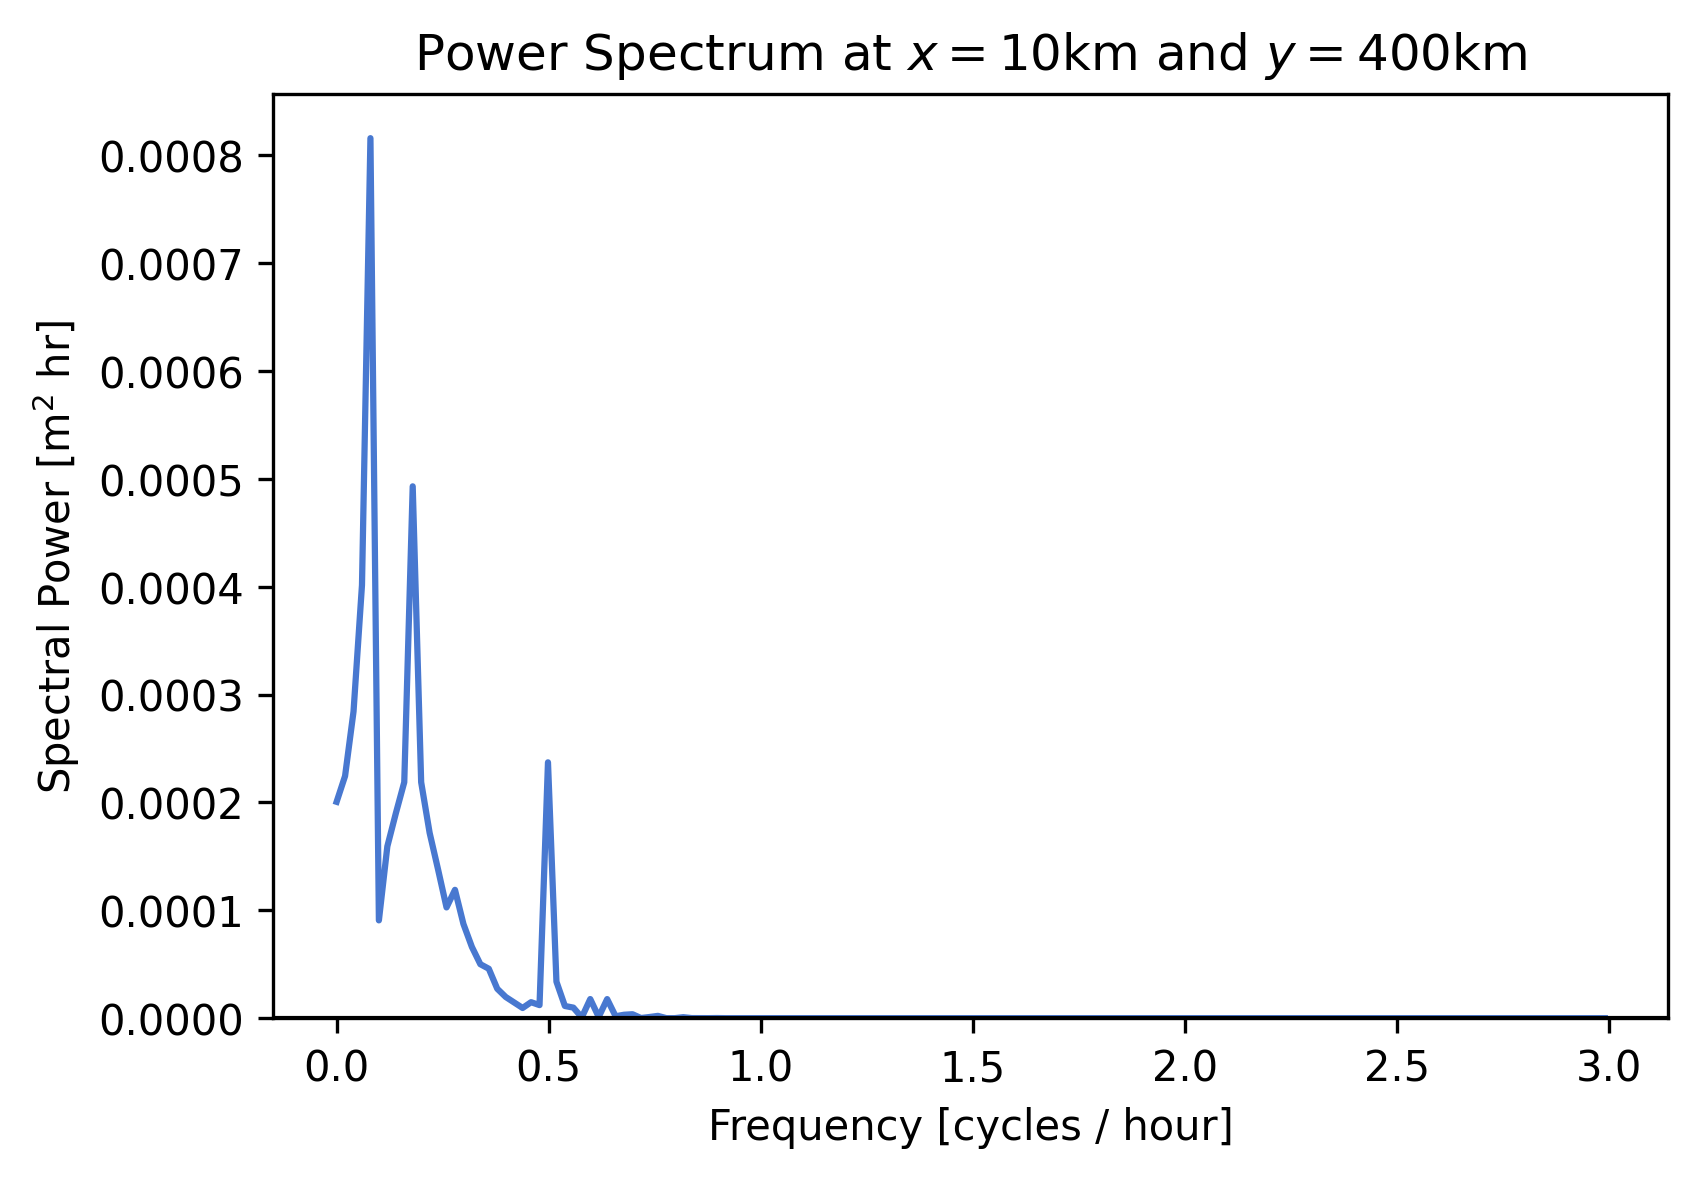 Power Spectrum at x = 10km and y = 400km
Spectral Power [m² hr]
0.0008
0.0007
0.0006
0.0005
0.0004
0.0003
0.0002
0.0001
0.0000
0.0 0.5 1.0 1.5 2.0 2.5 3.0
Frequency [cycles / hour]